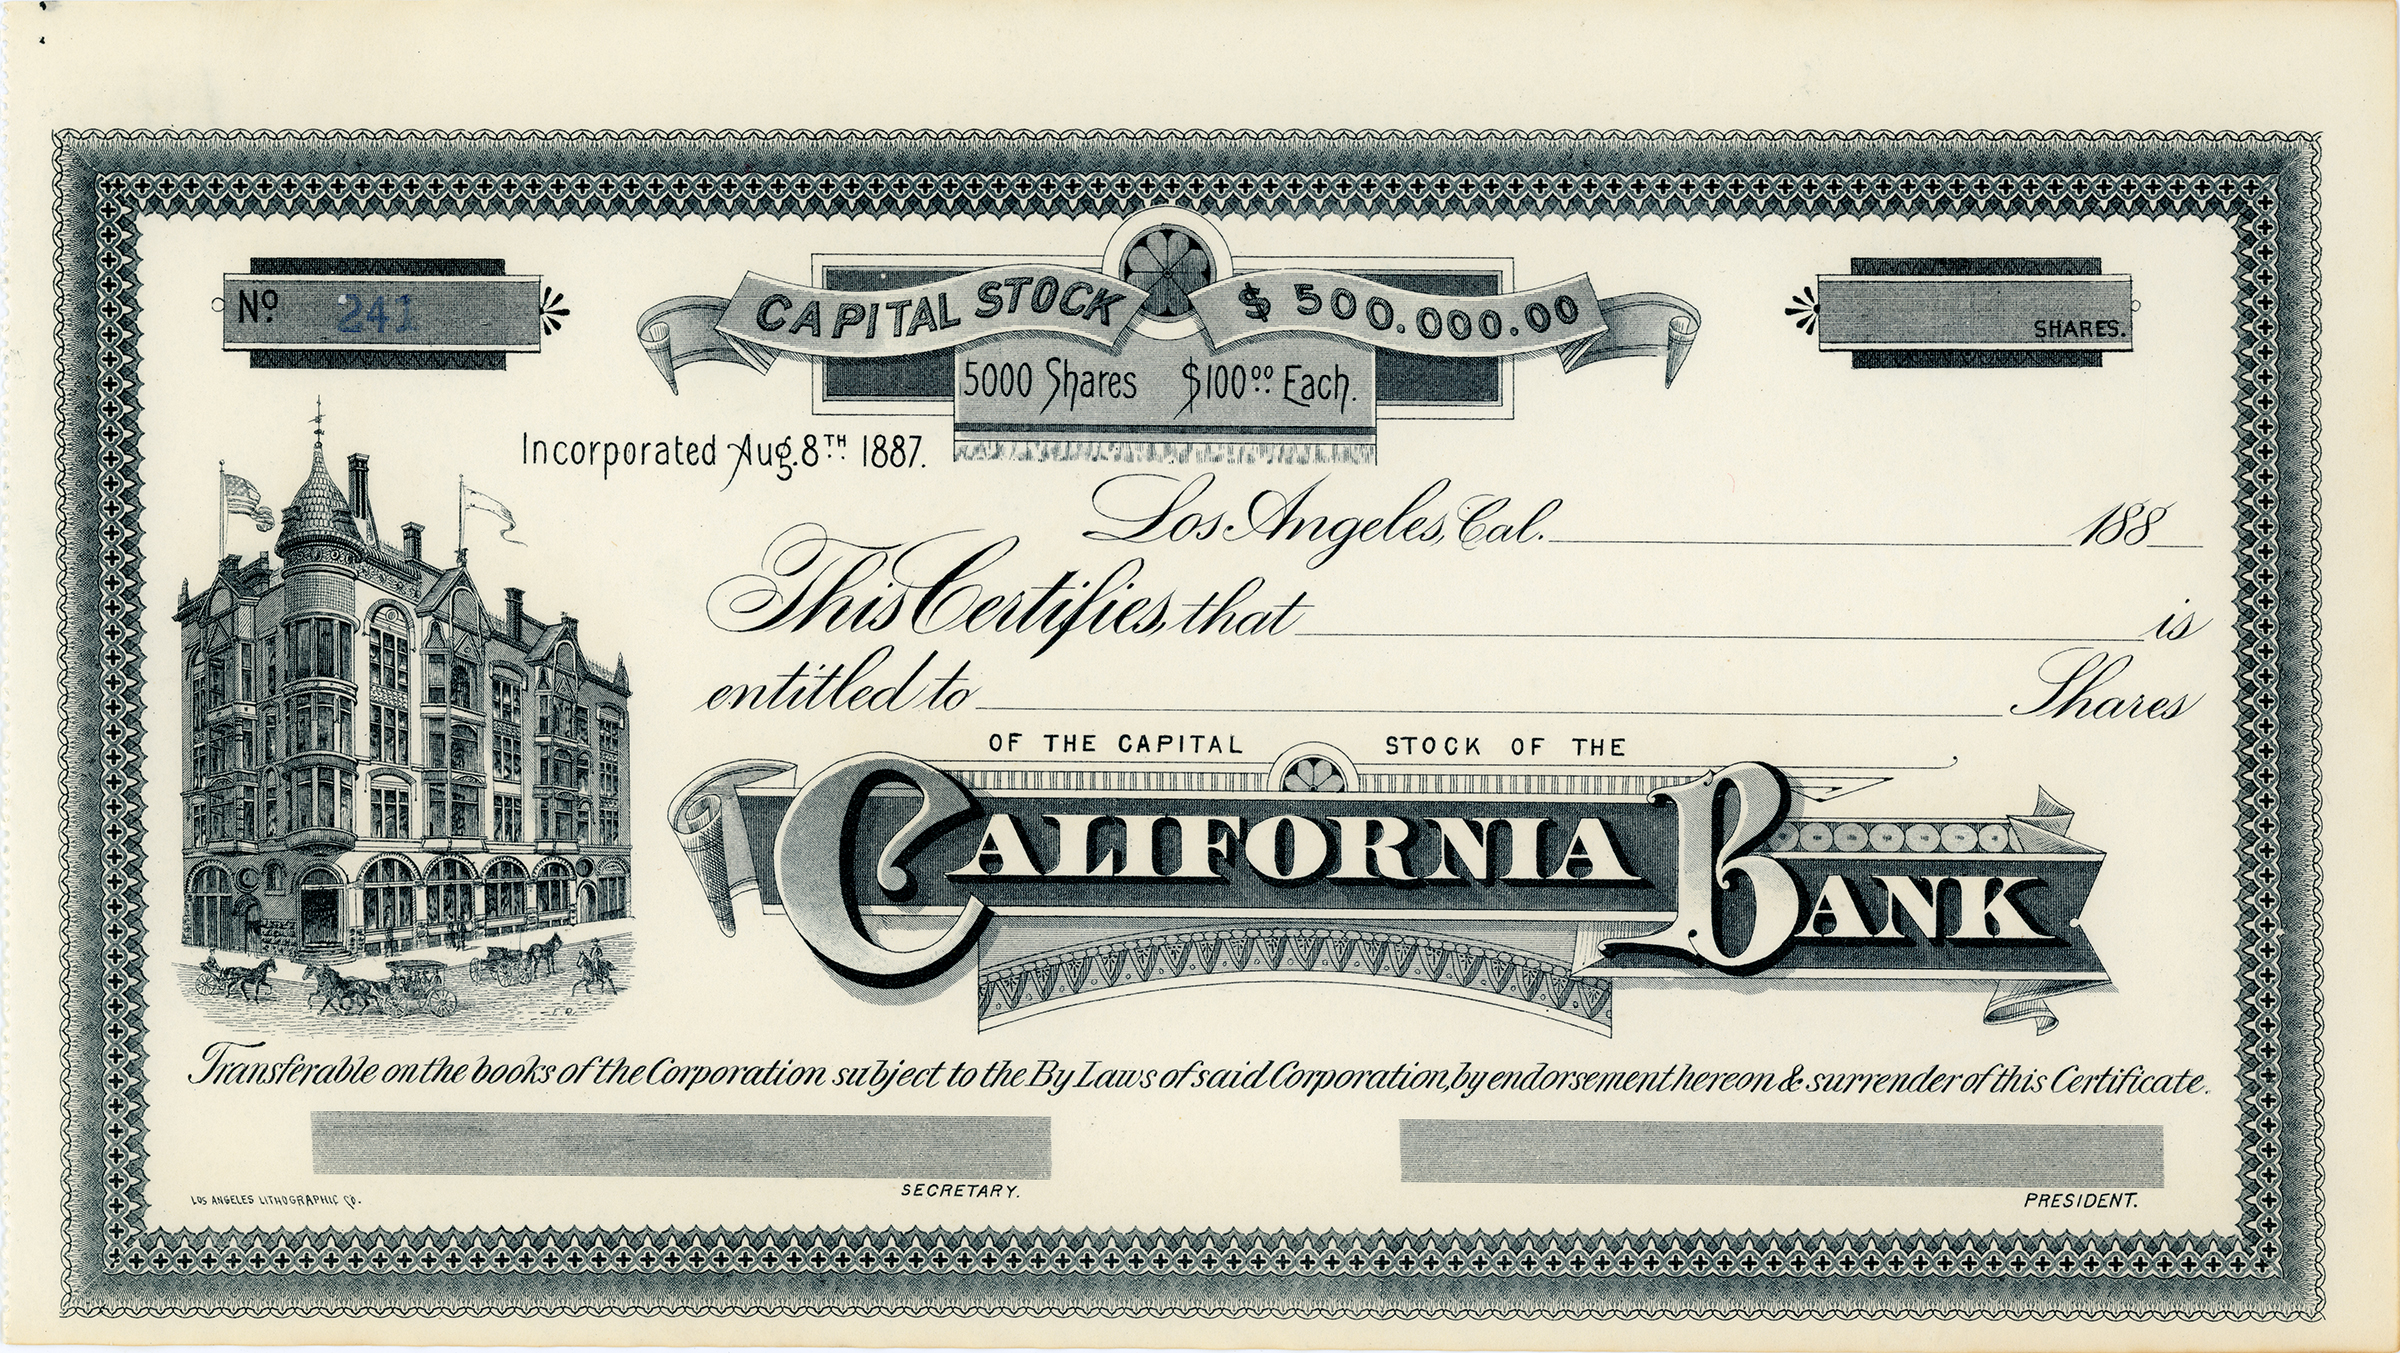 No. 241
CAPITAL STOCK $ 500.000.00
SHARES.
5000 Shares $100.00 Each.
Incorporated Aug. 8TH 1887.
Los Angeles, Cal. 188
This Certifies, that is
entitled to Shares
OF THE CAPITAL STOCK OF THE
CALIFORNIA BANK
Transferable on the books of the Corporation subject to the By Laws of said Corporation, by endorsement hereon & surrender of this Certificate.
SECRETARY.
PRESIDENT.
LOS ANGELES LITHOGRAPHIC CO.